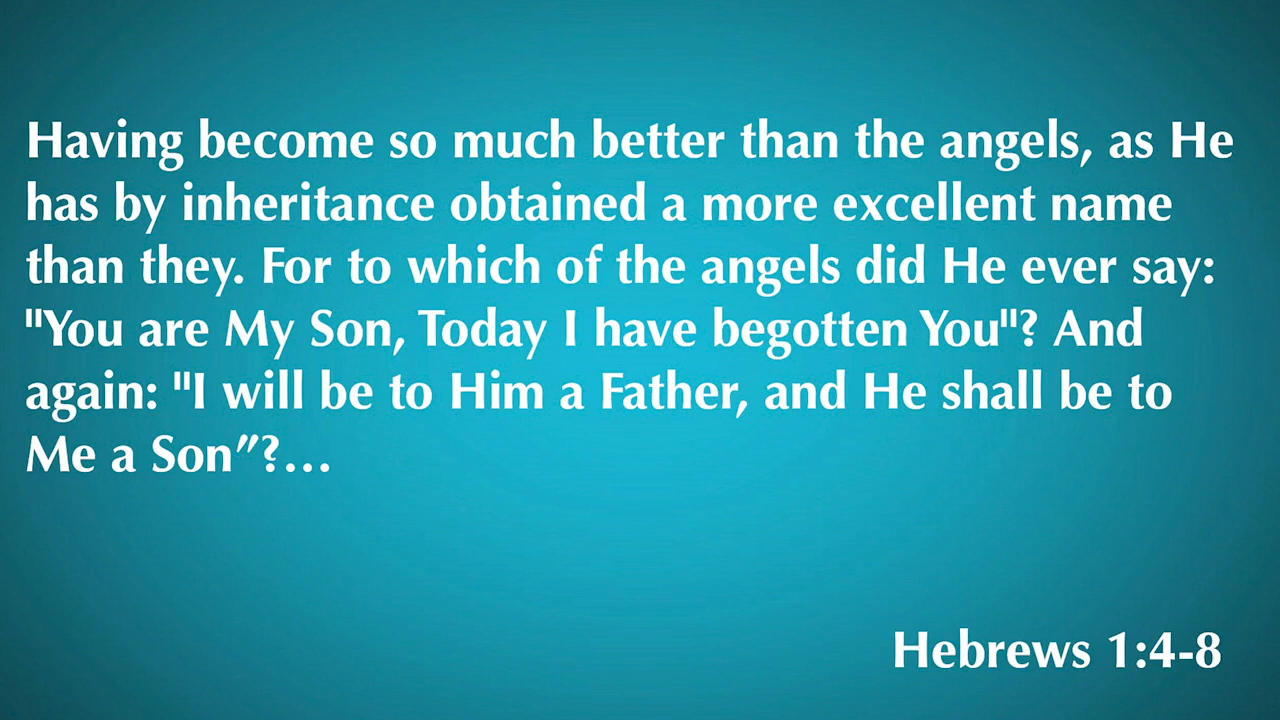 Having become so much better than the angels, as He
has by inheritance obtained a more excellent name
than they. For to which of the angels did He ever say:
"You are My Son, Today I have begotten You"? And
again: "I will be to Him a Father, and He shall be to
Me a Son”?...
Hebrews 1:4-8